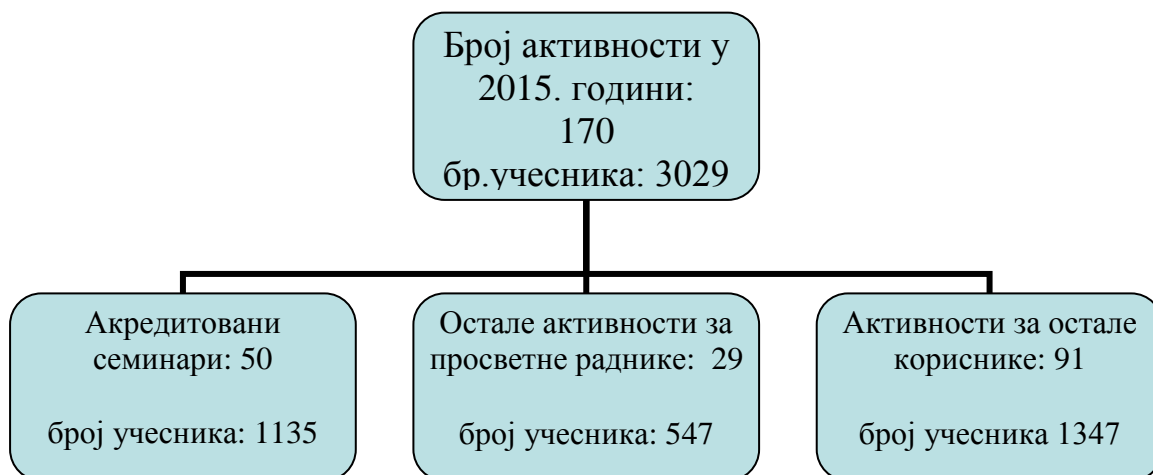 Број активности у
2015. години:
170
бр.учесника: 3029
Акредитовани
семинари: 50
број учесника: 1135
Остале активности за
просветне раднике: 29
број учесника: 547
Активности за остале
кориснике: 91
број учесника 1347